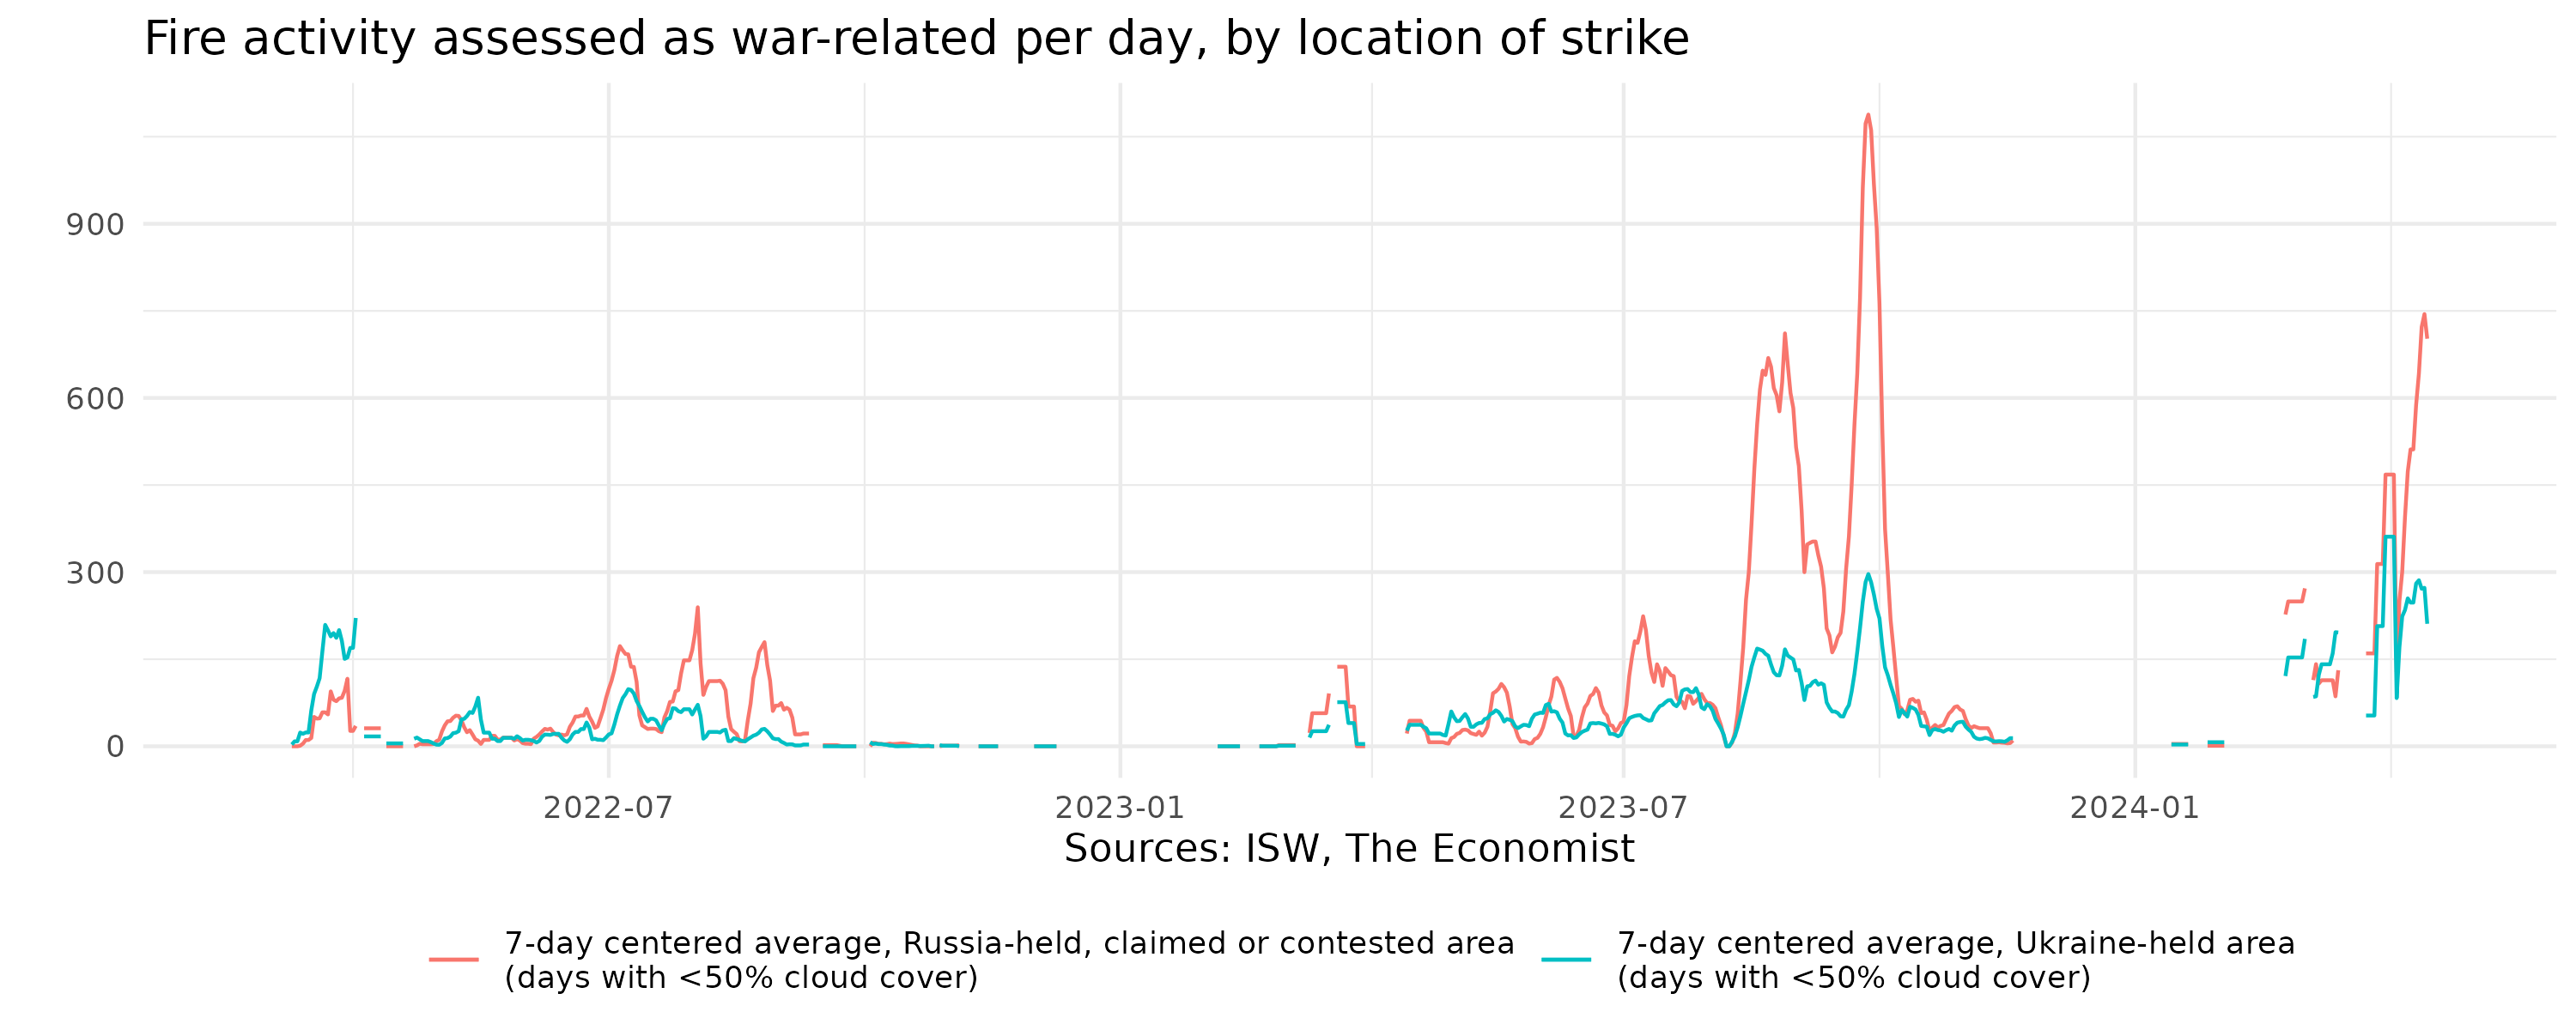 Fire activity assessed as war-related per day, by location of strike
900
600
300
0
2022-07
2023-01
2023-07
2024-01
Sources: ISW, The Economist
7-day centered average, Russia-held, claimed or contested area
(days with <50% cloud cover)
7-day centered average, Ukraine-held area
(days with <50% cloud cover)